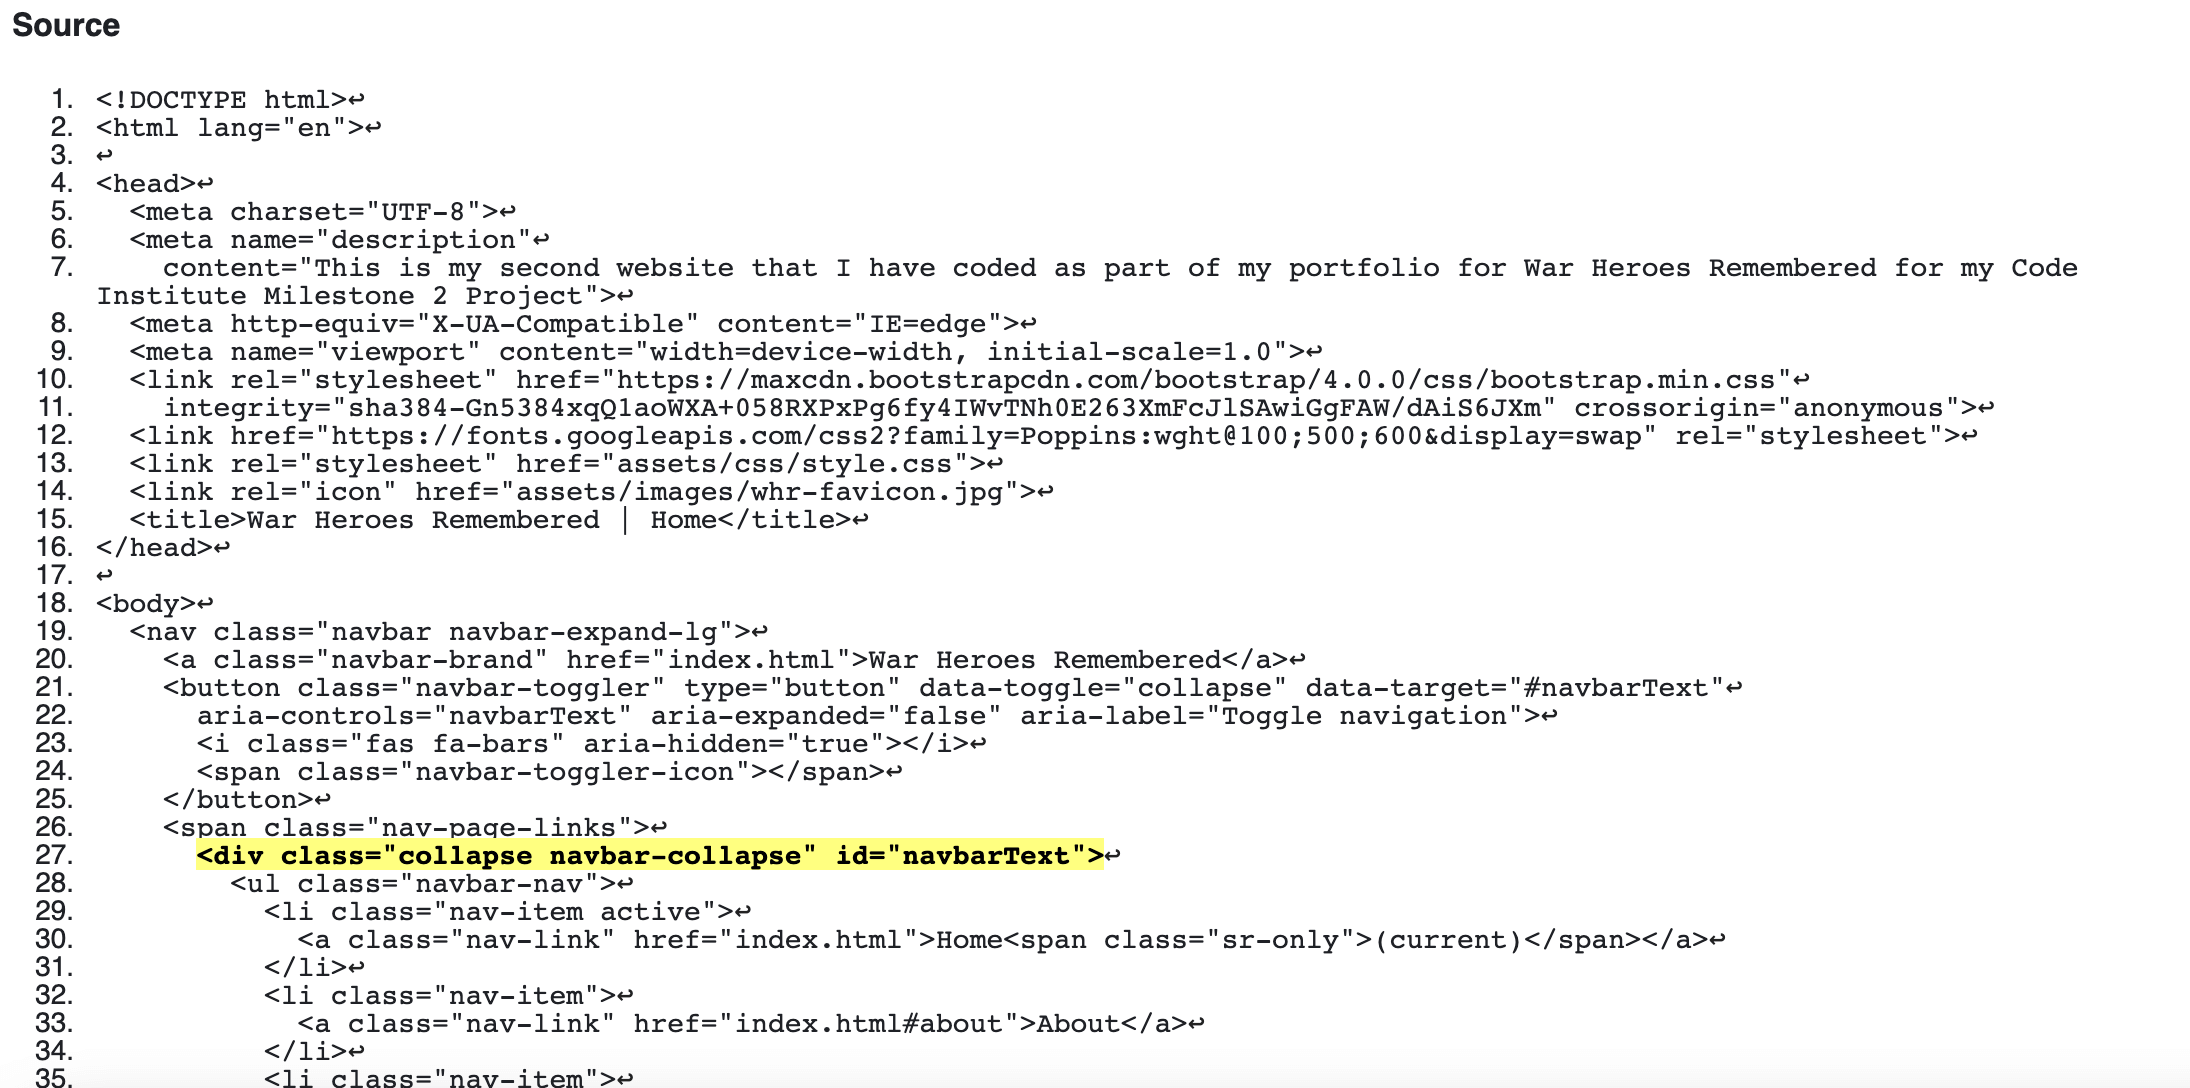 Source
1. <!DOCTYPE html>↩
2. <html lang="en">↩
3. ↩
4. <head>↩
5.   <meta charset="UTF-8">↩
6.   <meta name="description"↩
7.     content="This is my second website that I have coded as part of my portfolio for War Heroes Remembered for my Code
Institute Milestone 2 Project">↩
8.   <meta http-equiv="X-UA-Compatible" content="IE=edge">↩
9.   <meta name="viewport" content="width=device-width, initial-scale=1.0">↩
10.   <link rel="stylesheet" href="https://maxcdn.bootstrapcdn.com/bootstrap/4.0.0/css/bootstrap.min.css"↩
11.     integrity="sha384-Gn5384xqQ1aoWXA+058RXPxPg6fy4IWvTNh0E263XmFcJlSAwiGgFAW/dAiS6JXm" crossorigin="anonymous">↩
12.   <link href="https://fonts.googleapis.com/css2?family=Poppins:wght@100;500;600&display=swap" rel="stylesheet">↩
13.   <link rel="stylesheet" href="assets/css/style.css">↩
14.   <link rel="icon" href="assets/images/whr-favicon.jpg">↩
15.   <title>War Heroes Remembered | Home</title>↩
16. </head>↩
17. ↩
18. <body>↩
19.   <nav class="navbar navbar-expand-lg">↩
20.     <a class="navbar-brand" href="index.html">War Heroes Remembered</a>↩
21.     <button class="navbar-toggler" type="button" data-toggle="collapse" data-target="#navbarText"↩
22.       aria-controls="navbarText" aria-expanded="false" aria-label="Toggle navigation">↩
23.       <i class="fas fa-bars" aria-hidden="true"></i>↩
24.       <span class="navbar-toggler-icon"></span>↩
25.     </button>↩
26.     <span class="nav-page-links">↩
27.       <div class="collapse navbar-collapse" id="navbarText">↩
28.         <ul class="navbar-nav">↩
29.           <li class="nav-item active">↩
30.             <a class="nav-link" href="index.html">Home<span class="sr-only">(current)</span></a>↩
31.           </li>↩
32.           <li class="nav-item">↩
33.             <a class="nav-link" href="index.html#about">About</a>↩
34.           </li>↩
35.           <li class="nav-item">↩